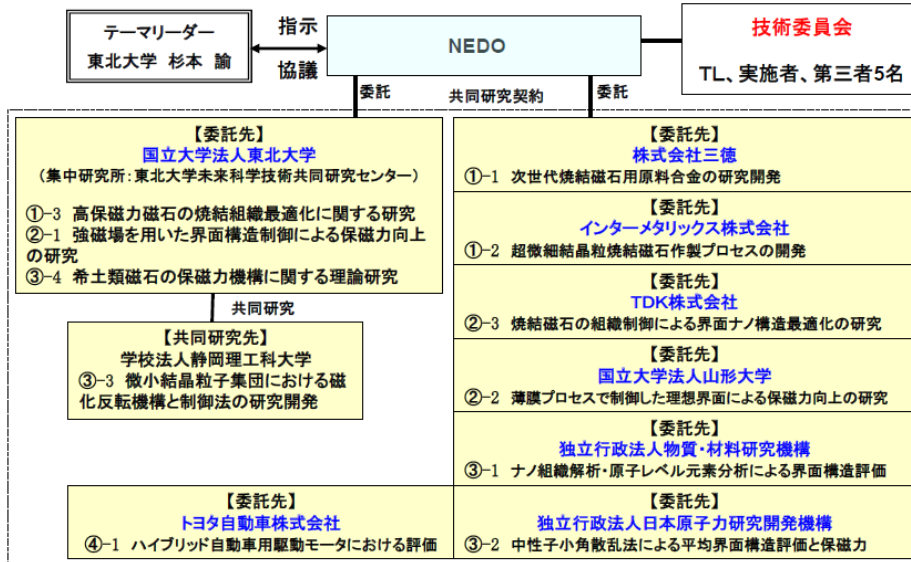 テーマリーダー
東北大学 杉本 諭
指示
協議
NEDO
技術委員会
TL、実施者、第三者5名
委託
共同研究契約
委託
【委託先】
国立大学法人東北大学
(集中研究所:東北大学未来科学技術共同研究センター)
①-3 高保磁力磁石の焼結組織最適化に関する研究
②-1 強磁場を用いた界面構造制御による保磁力向上
の研究
③-4 希土類磁石の保磁力機構に関する理論研究
共同研究
【共同研究先】
学校法人静岡理工科大学
③-3 微小結晶粒子集団における磁
化反転機構と制御法の研究開発
【委託先】
トヨタ自動車株式会社
④-1 ハイブリッド自動車用駆動モータにおける評価
【委託先】
株式会社三徳
①-1 次世代焼結磁石用原料合金の研究開発
【委託先】
インターメタリックス株式会社
①-2 超微細結晶粒焼結磁石作製プロセスの開発
【委託先】
TDK株式会社
②-3 焼結磁石の組織制御による界面ナノ構造最適化の研究
【委託先】
国立大学法人山形大学
②-2 薄膜プロセスで制御した理想界面による保磁力向上の研究
【委託先】
独立行政法人物質・材料研究機構
③-1 ナノ組織解析・原子レベル元素分析による界面構造評価
【委託先】
独立行政法人日本原子力研究開発機構
③-2 中性子小角散乱法による平均界面構造評価と保磁力